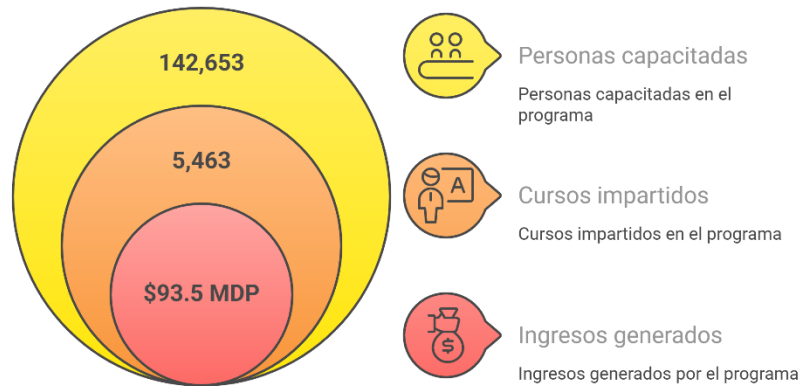 142,653
5,463
$93.5 MDP
Personas capacitadas
Personas capacitadas en el
programa
A
Cursos impartidos
Cursos impartidos en el programa
$
Ingresos generados
Ingresos generados por el programa